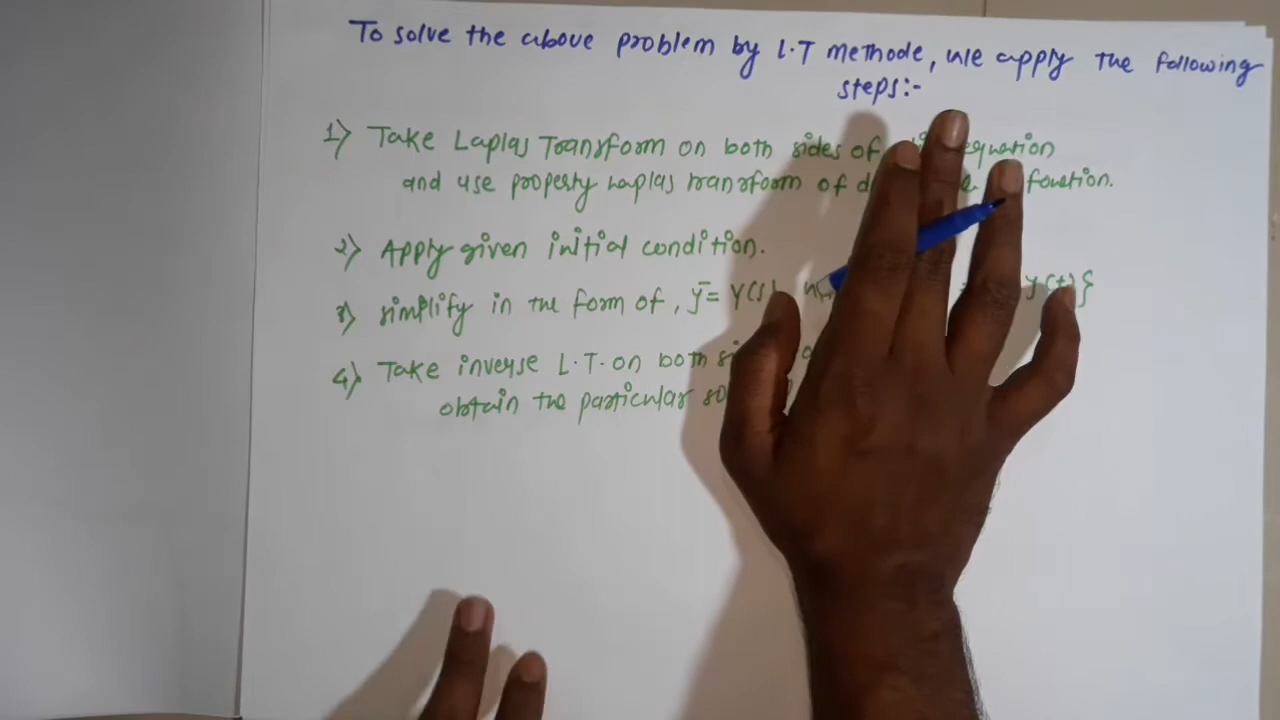 To solve the above problem by L.T methode, we apply the following
steps:-
1) Take Laplas Transform on both sides of equation
and use property Laplas transform of
2) Apply given initial condition.
3) simplify in the form of, ȳ = Y(s) y(t)}
4) Take inverse L.T. on both
obtain the particular